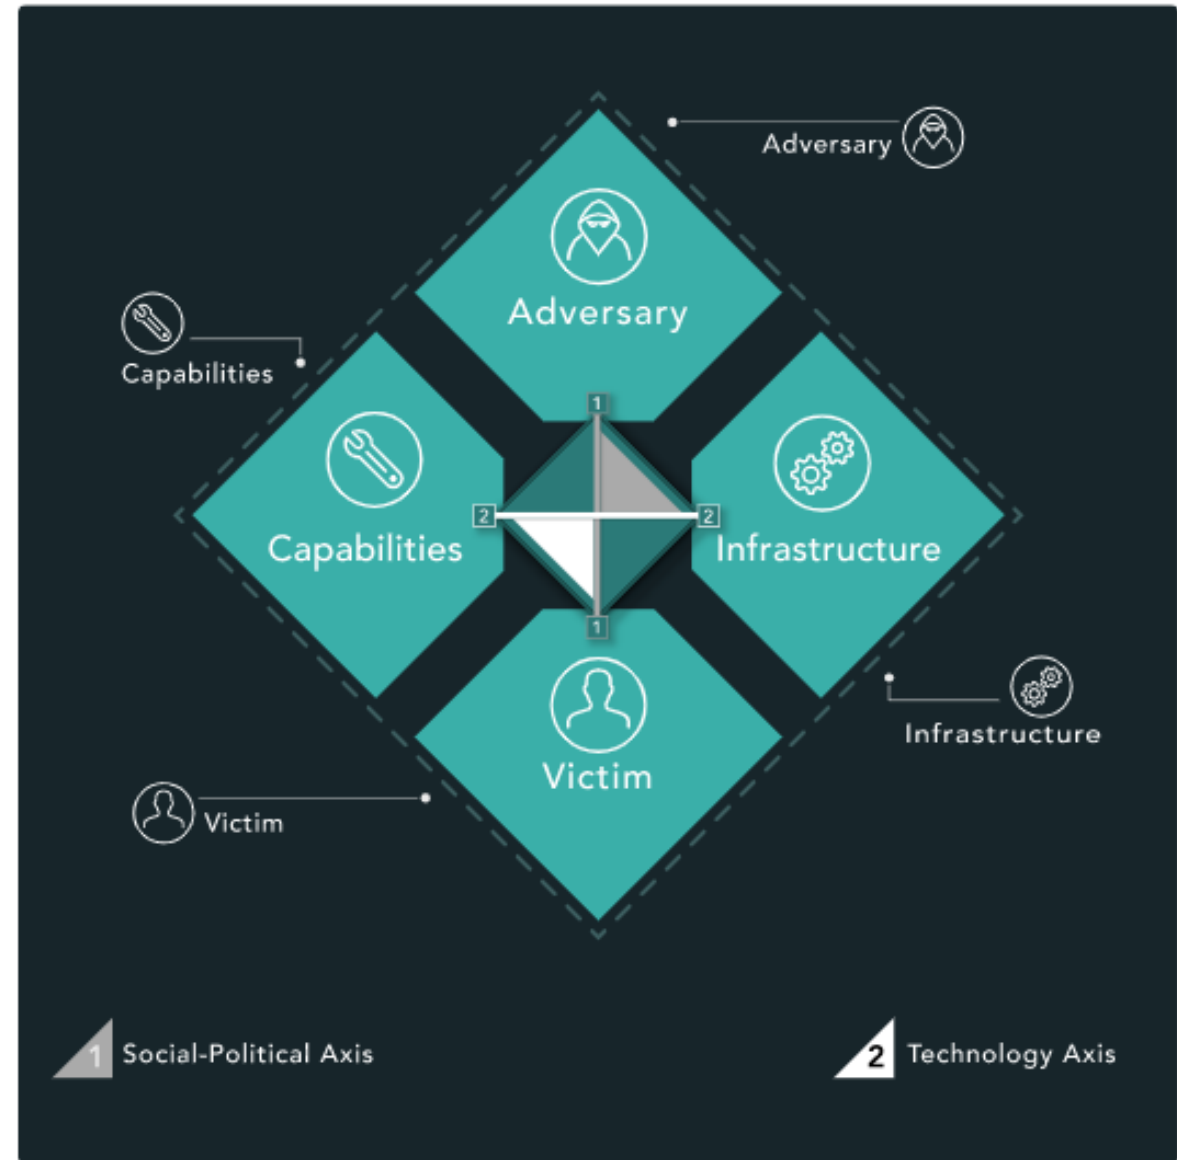 Adversary
Adversary
Capabilities
1
2
2
Capabilities
Infrastructure
1
Infrastructure
Victim
Victim
1 Social-Political Axis
2 Technology Axis